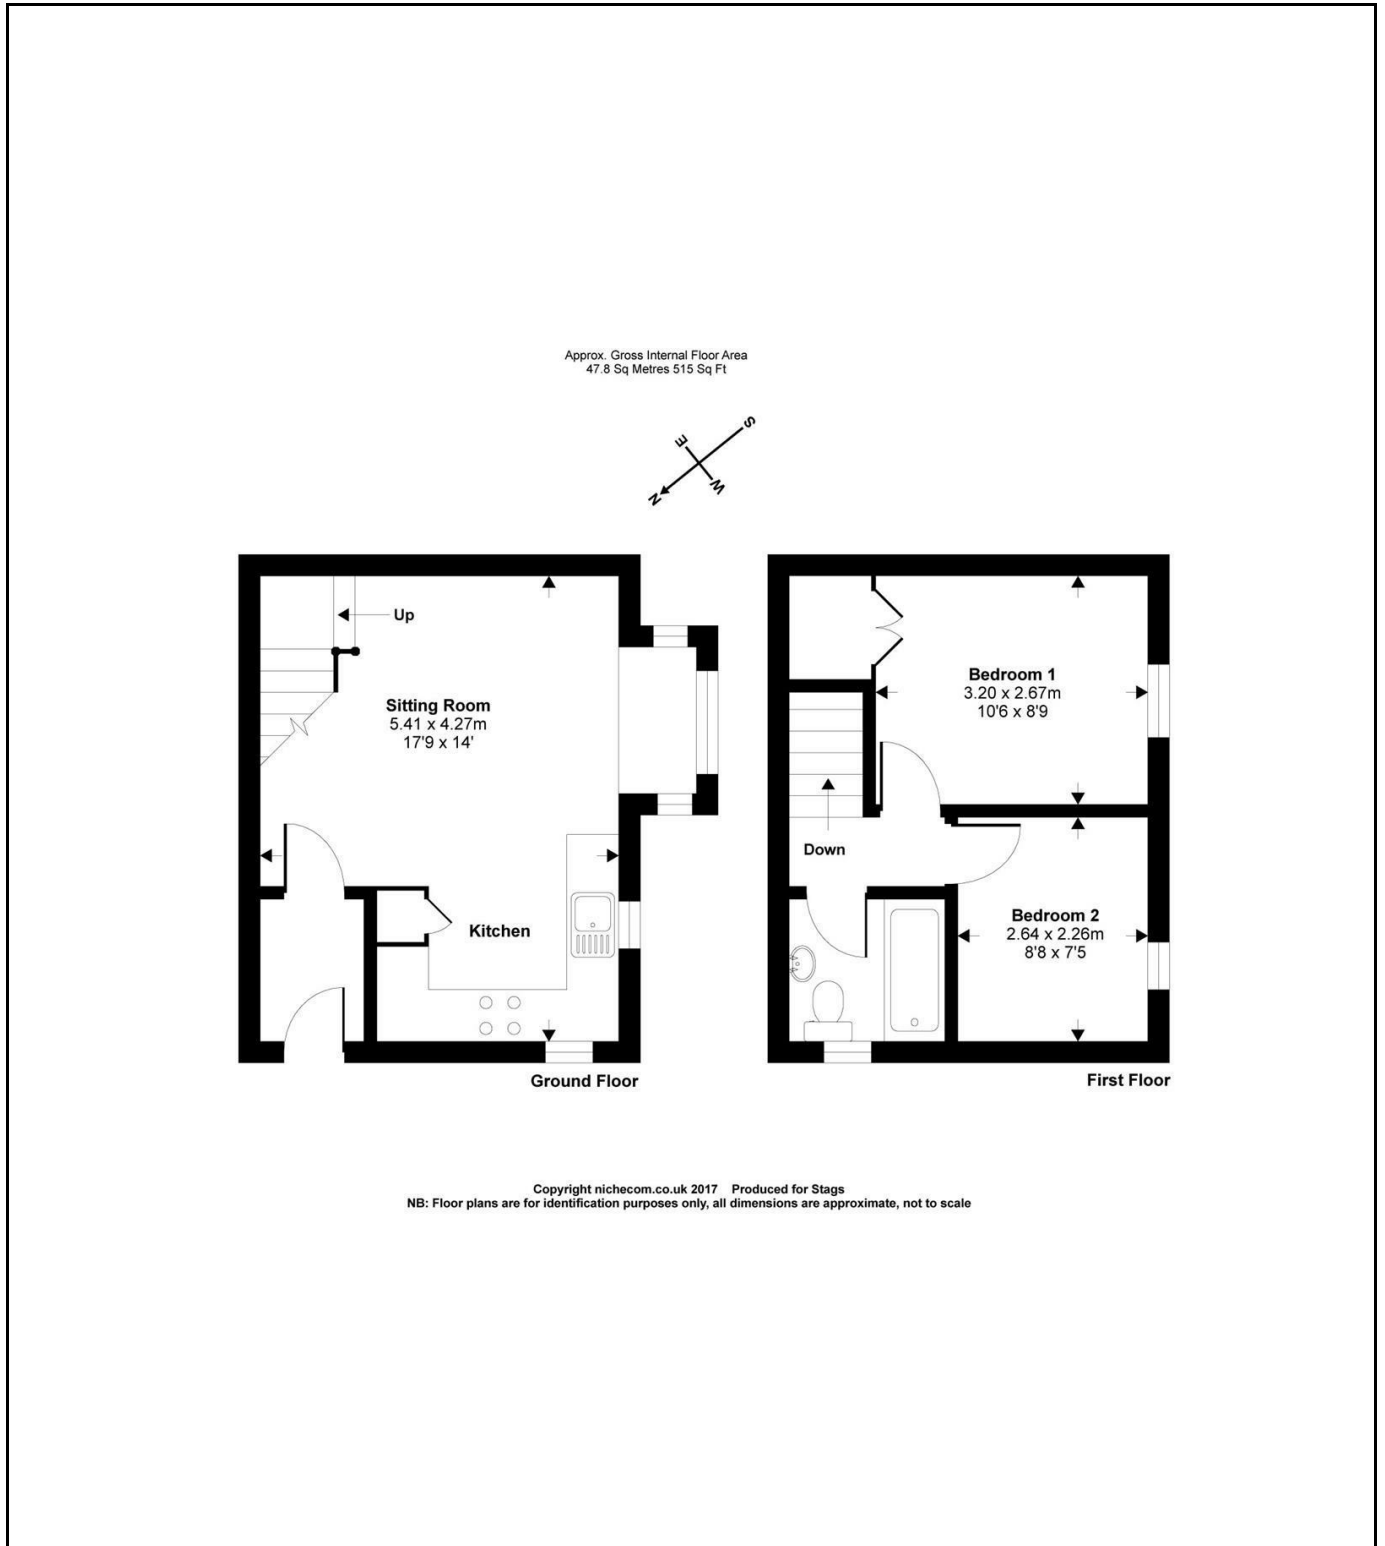 Approx. Gross Internal Floor Area
47.8 Sq Metres 515 Sq Ft
S
E
W
N
Up
Sitting Room
5.41 x 4.27m
17'9 x 14'
Kitchen
Ground Floor
Bedroom 1
3.20 x 2.67m
10'6 x 8'9
Down
Bedroom 2
2.64 x 2.26m
8'8 x 7'5
First Floor
Copyright nichecom.co.uk 2017 Produced for Stags
NB: Floor plans are for identification purposes only, all dimensions are approximate, not to scale